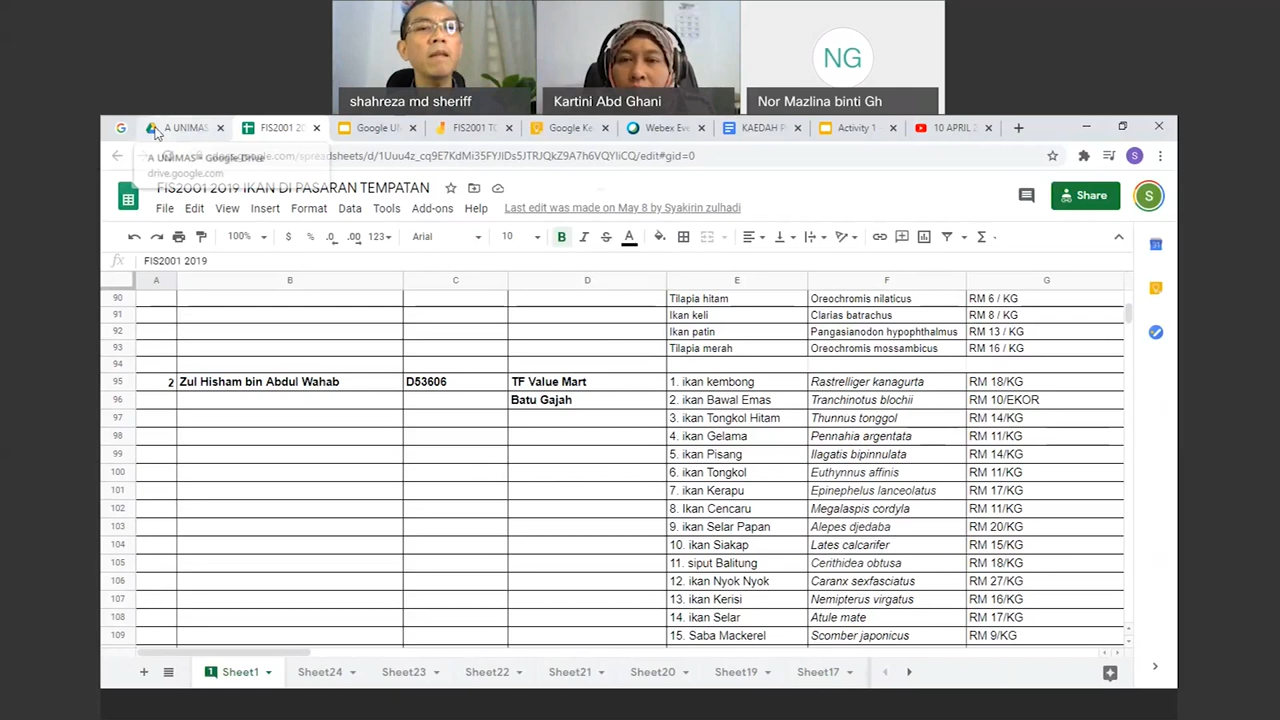 NG
shahreza md sheriff
Kartini Abd Ghani
Nor Mazlina binti Gh
A UNIMAS
FIS2001 20
Google UN
FIS2001 TO
Google Ke
Webex Eve
KAEDAH P
Activity 1 -
10 APRIL 2
A UNIMAS - Google Drive
drive.google.com
S
FIS2001 2019 IKAN DI PASARAN TEMPATAN
Share
S
File Edit View Insert Format Data Tools Add-ons Help Last edit was made on May 8 by Syakirin zulhadi
100% $ % .0 .00 123 Arial 10 B I S A
fx FIS2001 2019
A B C D E F G
90 Tilapia hitam Oreochromis nilaticus RM 6 / KG
91 Ikan keli Clarias batrachus RM 8 / KG
92 Ikan patin Pangasianodon hypophthalmus RM 13 / KG
93 Tilapia merah Oreochromis mossambicus RM 16 / KG
94
95 2 Zul Hisham bin Abdul Wahab D53606 TF Value Mart 1. ikan kembong Rastrelliger kanagurta RM 18/KG
96 Batu Gajah 2. ikan Bawal Emas Tranchinotus blochii RM 10/EKOR
97 3. ikan Tongkol Hitam Thunnus tonggol RM 14/KG
98 4. ikan Gelama Pennahia argentata RM 11/KG
99 5. ikan Pisang Ilagatis bipinnulata RM 14/KG
100 6. ikan Tongkol Euthynnus affinis RM 11/KG
101 7. ikan Kerapu Epinephelus lanceolatus RM 17/KG
102 8. Ikan Cencaru Megalaspis cordyla RM 11/KG
103 9. ikan Selar Papan Alepes djedaba RM 20/KG
104 10. ikan Siakap Lates calcarifer RM 15/KG
105 11. siput Balitung Cerithidea obtusa RM 18/KG
106 12. ikan Nyok Nyok Caranx sexfasciatus RM 27/KG
107 13. ikan Kerisi Nemipterus virgatus RM 16/KG
108 14. ikan Selar Atule mate RM 17/KG
109 15. Saba Mackerel Scomber japonicus RM 9/KG
1 Sheet1 Sheet24 Sheet23 Sheet22 Sheet21 Sheet20 Sheet19 Sheet17